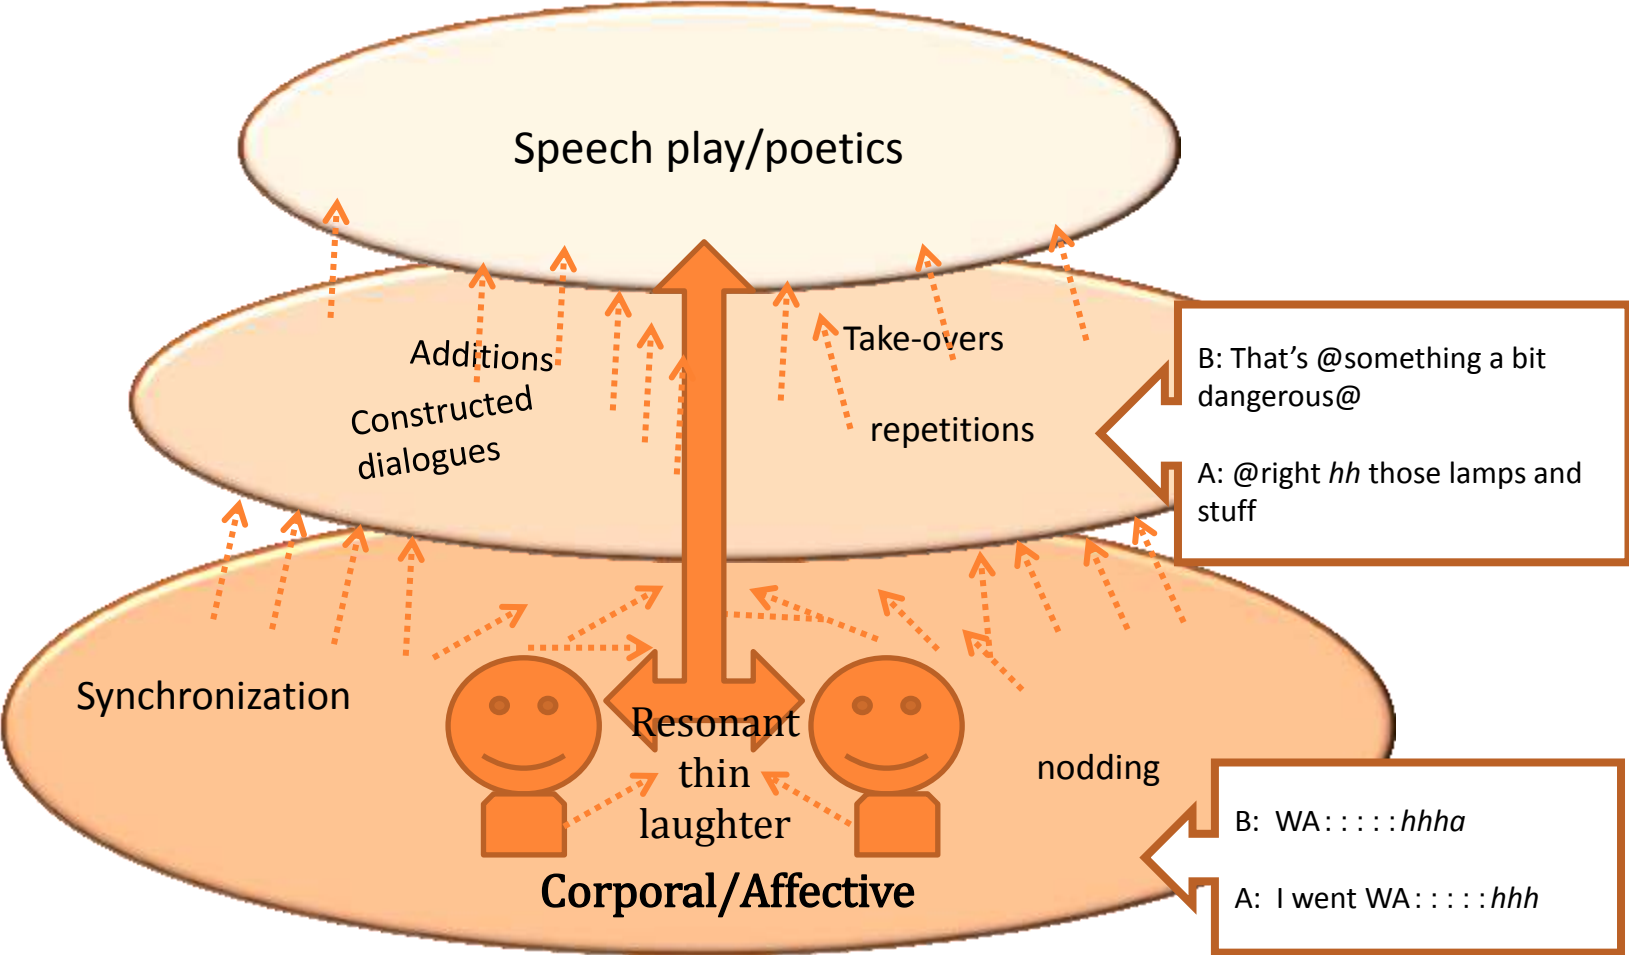 Speech play/poetics
Additions
Take-overs
Constructed
dialogues
repetitions
B: That’s @something a bit
dangerous@
A: @right hh those lamps and
stuff
Synchronization
Resonant
thin
laughter
nodding
Corporal/Affective
B: WA:::::hhha
A: I went WA:::::hhh